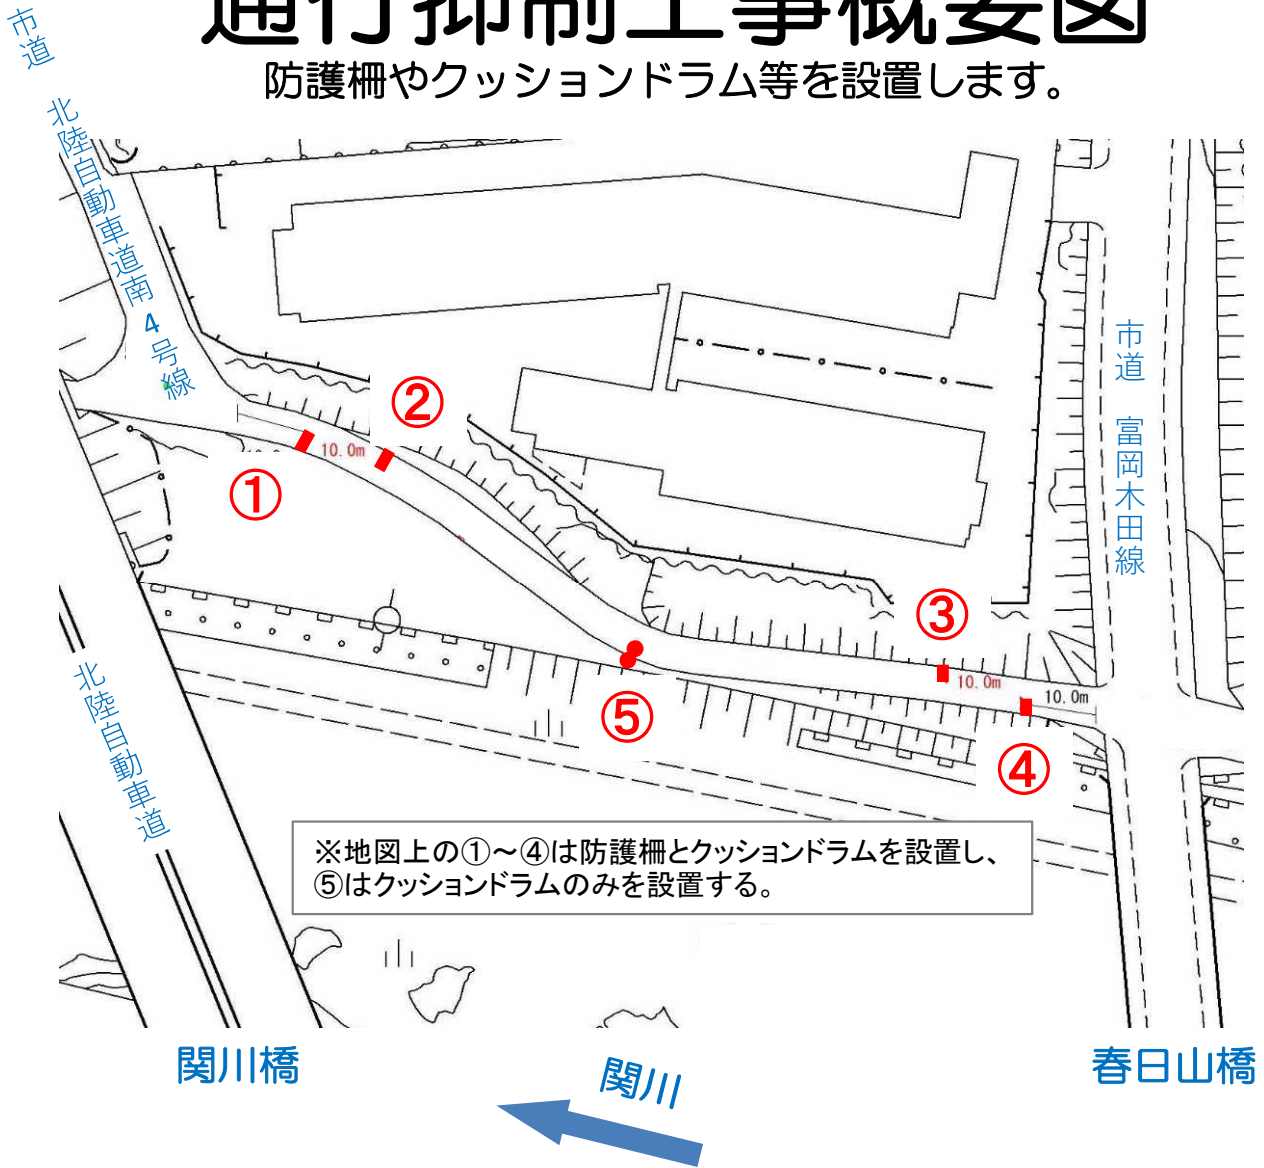 通行抑制工事概要図
防護柵やクッションドラム等を設置します。
市道　北陸自動車道南4号線
②
10.0m
①
市道　富岡木田線
③
10.0m
10.0m
⑤
④
北陸自動車道
※地図上の①～④は防護柵とクッションドラムを設置し、
⑤はクッションドラムのみを設置する。
関川橋
関川
春日山橋